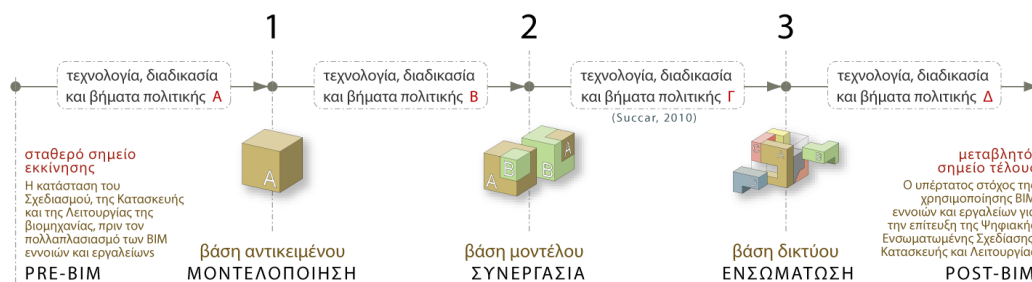 1
2
3
τεχνολογία, διαδικασία
και βήματα πολιτικής Α
τεχνολογία, διαδικασία
και βήματα πολιτικής Β
τεχνολογία, διαδικασία
και βήματα πολιτικής Γ
(Succar, 2010)
τεχνολογία, διαδικασία
και βήματα πολιτικής Δ
σταθερό σημείο
εκκίνησης
Η κατάσταση του
Σχεδιασμού, της Κατασκευής
και της Λειτουργίας της
βιομηχανίας, πριν τον
πολλαπλασιασμό των BIM
εννοιών και εργαλείωνs
PRE-BIM
A
βάση αντικειμένου
ΜΟΝΤΕΛΟΠΟΙΗΣΗ
A
B
B
A
βάση μοντέλου
ΣΥΝΕΡΓΑΣΙΑ
βάση δικτύου
ΕΝΣΩΜΑΤΩΣΗ
μεταβλητό
σημείο τέλους
Ο υπέρτατος στόχος της
χρησιμοποίησης BIM
εννοιών και εργαλείων για
την επίτευξη της Ψηφιακής
Ενσωματωμένης Σχεδίασης,
Κατασκευής και Λειτουργίας
POST-BIM